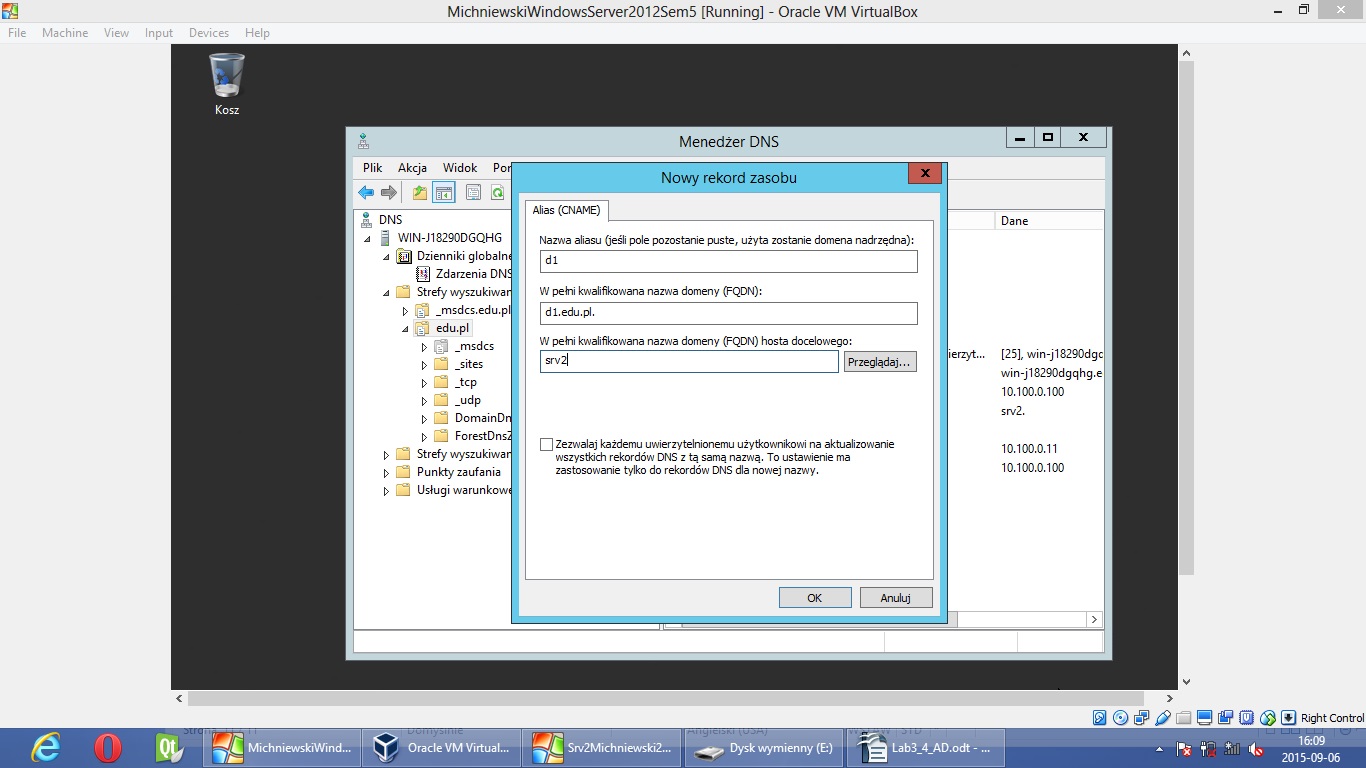 MichniewskiWindowsServer2012Sem5 [Running] - Oracle VM VirtualBox
File Machine View Input Devices Help
Kosz
Menedżer DNS
Plik Akcja Widok
Nowy rekord zasobu
Alias (CNAME)
DNS
Dane
WIN-J18290DGQHG
Nazwa aliasu (jeśli pole pozostanie puste, użyta zostanie domena nadrzędna):
Dzienniki globalne
d1
Zdarzenia DNS
Strefy wyszukiwan
W pełni kwalifikowana nazwa domeny (FQDN):
_msdcs.edu.pl
d1.edu.pl.
edu.pl
W pełni kwalifikowana nazwa domeny (FQDN) hosta docelowego:
_msdcs
srv2
Przeglądaj...
ierzyt... [25], win-j18290dgq
_sites
win-j18290dgqhg.e
_tcp
10.100.0.100
_udp
srv2.
DomainDn
ForestDnsZ
Zezwalaj każdemu uwierzytelnionemu użytkownikowi na aktualizowanie
wszystkich rekordów DNS z tą samą nazwą. To ustawienie ma
zastosowanie tylko do rekordów DNS dla nowej nazwy.
10.100.0.11
Strefy wyszukiwan
10.100.0.100
Punkty zaufania
Usługi warunkowe
OK Anuluj
Right Control
MichniewskiWind...
Oracle VM Virtual...
Srv2Michniewski2...
Dysk wymienny (E:)
Lab3_4_AD.odt - ...
16:09
2015-09-06